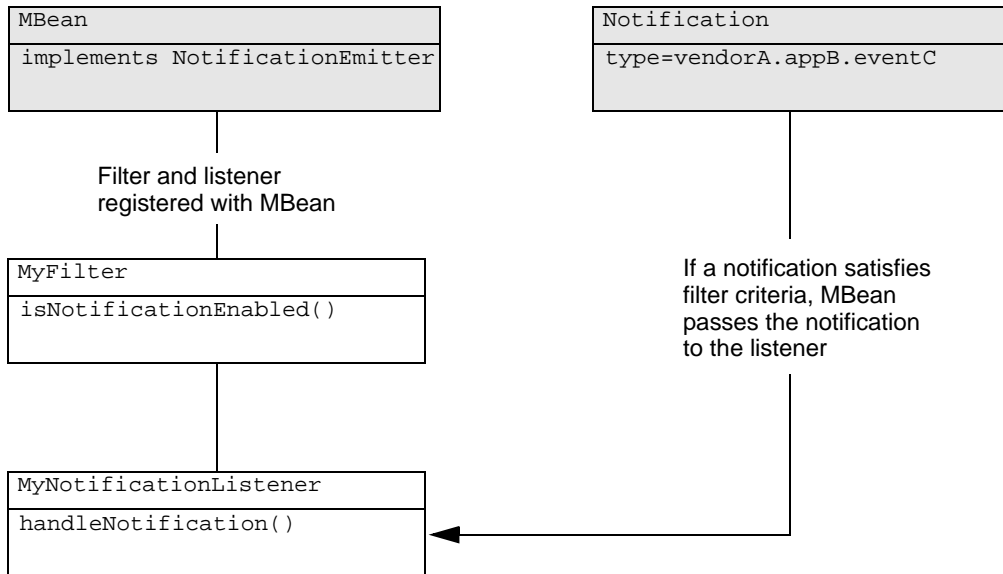 MBean
implements NotificationEmitter
Notification
type=vendorA.appB.eventC
Filter and listener
registered with MBean
MyFilter
isNotificationEnabled()
If a notification satisfies
filter criteria, MBean
passes the notification
to the listener
MyNotificationListener
handleNotification()